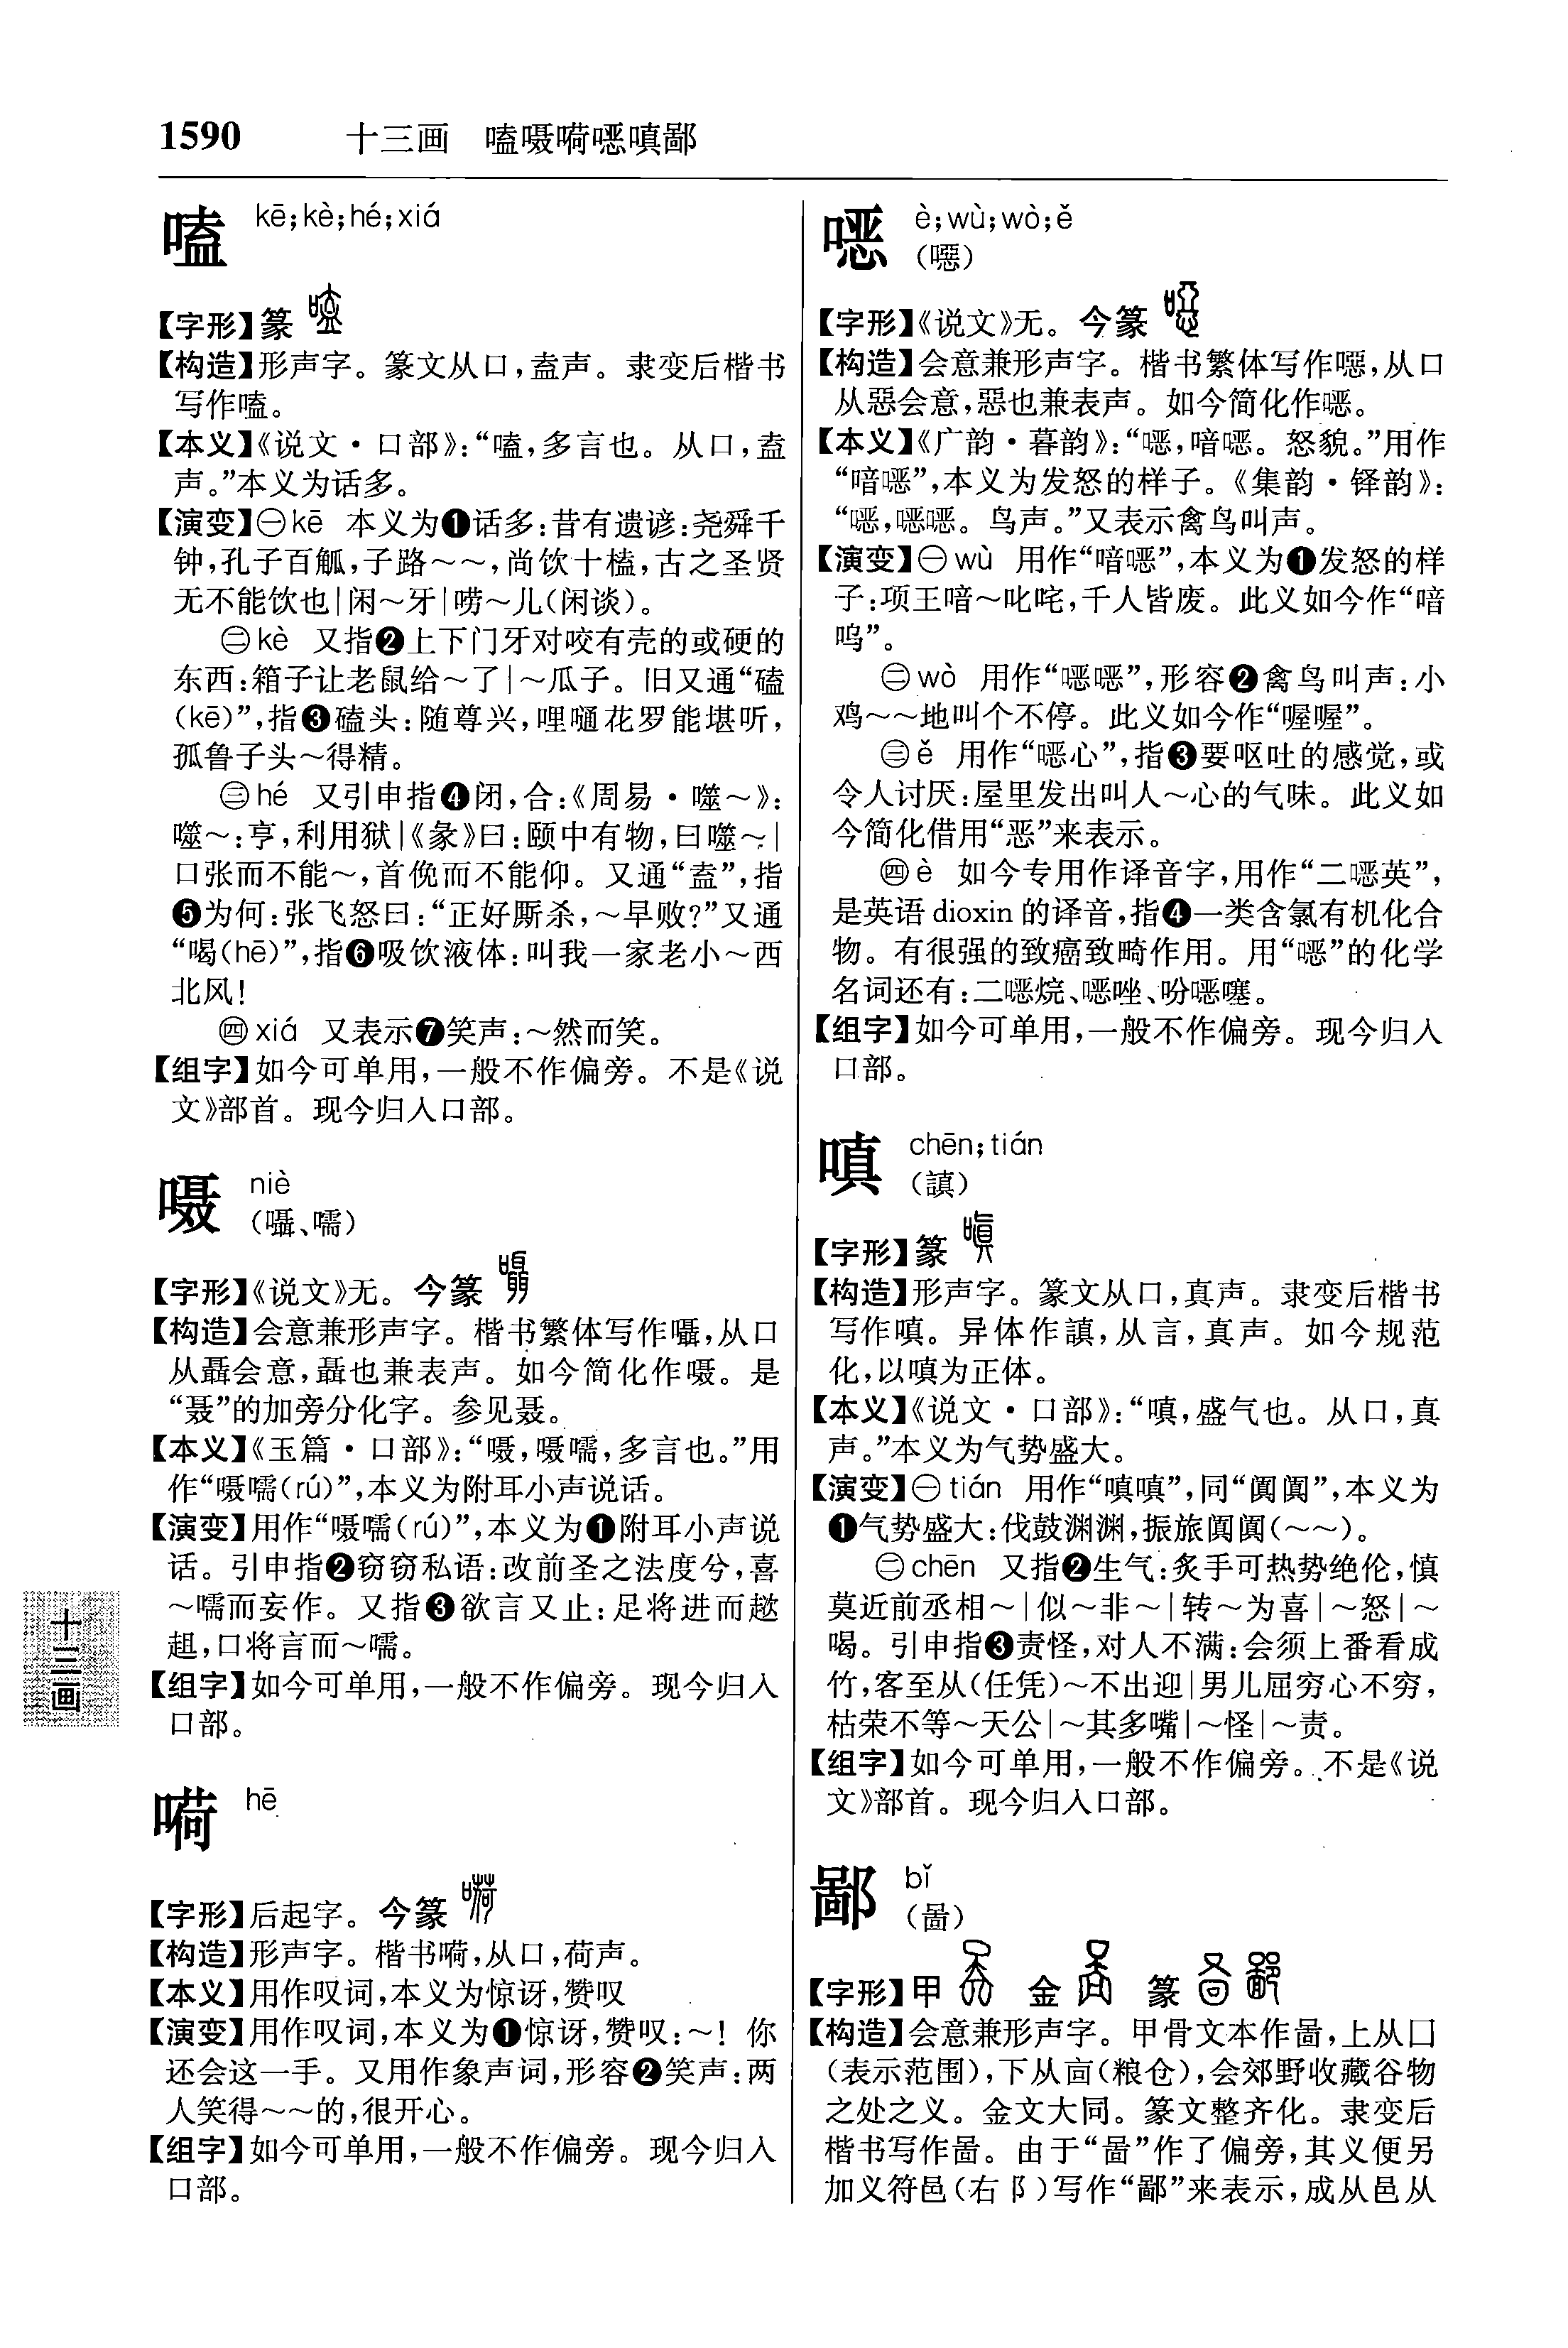 1590 十三画 嗑嗫嗬噁嗔鄙
嗑 kē;kè;hé;xiá
【字形】篆
【构造】形声字。篆文从口,盍声。隶变后楷书
写作嗑。
【本义】《说文·口部》:“嗑,多言也。从口,盍
声。”本义为话多。
【演变】㊀kē 本义为❶话多:昔有遗谚:尧舜千
钟,孔子百觚,子路～～,尚饮十榼,古之圣贤
无不能饮也|闲～牙|唠～儿(闲谈)。
㊁kè 又指❷上下门牙对咬有壳的或硬的
东西:箱子让老鼠给～了|～瓜子。旧又通“磕
(kē)”,指❸磕头:随尊兴,哩嗵花罗能堪听,
孤鲁子头～得精。
㊂hé 又引申指❹闭,合:《周易·噬～》:
噬～:亨,利用狱|《彖》曰:颐中有物,曰噬～|
口张而不能～,首俛而不能仰。又通“盍”,指
❺为何:张飞怒曰:“正好厮杀,～早败?”又通
“喝(hē)”,指❻吸饮液体:叫我一家老小～西
北风!
㊃xiá 又表示❼笑声:～然而笑。
【组字】如今可单用,一般不作偏旁。不是《说
文》部首。现今归入口部。
嗫 niè
(囁、嚅)
【字形】《说文》无。今篆
【构造】会意兼形声字。楷书繁体写作囁,从口
从聶会意,聶也兼表声。如今简化作嗫。是
“聂”的加旁分化字。参见聂。
【本义】《玉篇·口部》:“嗫,嗫嚅,多言也。”用
作“嗫嚅(rú)”,本义为附耳小声说话。
【演变】用作“嗫嚅(rú)”,本义为❶附耳小声说
话。引申指❷窃窃私语:改前圣之法度兮,喜
～嚅而妄作。又指❸欲言又止:足将进而趑
趄,口将言而～嚅。
【组字】如今可单用,一般不作偏旁。现今归入
口部。
嗬 hē
【字形】后起字。今篆
【构造】形声字。楷书嗬,从口,荷声。
【本义】用作叹词,本义为惊讶,赞叹
【演变】用作叹词,本义为❶惊讶,赞叹:～!你
还会这一手。又用作象声词,形容❷笑声:两
人笑得～～的,很开心。
【组字】如今可单用,一般不作偏旁。现今归入
口部。
十三画
𫫇 è;wù;wò;ě
(噁)
【字形】《说文》无。今篆
【构造】会意兼形声字。楷书繁体写作噁,从口
从惡会意,惡也兼表声。如今简化作𫫇。
【本义】《广韵·暮韵》:“𫫇,喑𫫇。怒貌。”用作
“喑𫫇”,本义为发怒的样子。《集韵·铎韵》:
“𫫇,𫫇𫫇。鸟声。”又表示禽鸟叫声。
【演变】㊀wù 用作“喑𫫇”,本义为❶发怒的样
子:项王喑～叱咤,千人皆废。此义如今作“喑
呜”。
㊁wò 用作“𫫇𫫇”,形容❷禽鸟叫声:小
鸡～～地叫个不停。此义如今作“喔喔”。
㊂ě 用作“𫫇心”,指❸要呕吐的感觉,或
令人讨厌:屋里发出叫人～心的气味。此义如
今简化借用“恶”来表示。
㊃è 如今专用作译音字,用作“二𫫇英”,
是英语 dioxin 的译音,指❹一类含氯有机化合
物。有很强的致癌致畸作用。用“𫫇”的化学
名词还有:二𫫇烷、𫫇唑、吩𫫇噻。
【组字】如今可单用,一般不作偏旁。现今归入
口部。
嗔 chēn;tián
(謓)
【字形】篆
【构造】形声字。篆文从口,真声。隶变后楷书
写作嗔。异体作謓,从言,真声。如今规范
化,以嗔为正体。
【本义】《说文·口部》:“嗔,盛气也。从口,真
声。”本义为气势盛大。
【演变】㊀tián 用作“嗔嗔”,同“阗阗”,本义为
❶气势盛大:伐鼓渊渊,振旅阗阗(～～)。
㊁chēn 又指❷生气:炙手可热势绝伦,慎
莫近前丞相～|似～非～|转～为喜|～怒|～
喝。引申指❸责怪,对人不满:会须上番看成
竹,客至从(任凭)～不出迎|男儿屈穷心不穷,
枯荣不等～天公|～其多嘴|～怪|～责。
【组字】如今可单用,一般不作偏旁。不是《说
文》部首。现今归入口部。
鄙 bǐ
(啚)
【字形】甲 金 篆
【构造】会意兼形声字。甲骨文本作啚,上从囗
(表示范围),下从㐭(粮仓),会郊野收藏谷物
之处之义。金文大同。篆文整齐化。隶变后
楷书写作啚。由于“啚”作了偏旁,其义便另
加义符邑(右阝)写作“鄙”来表示,成从邑从